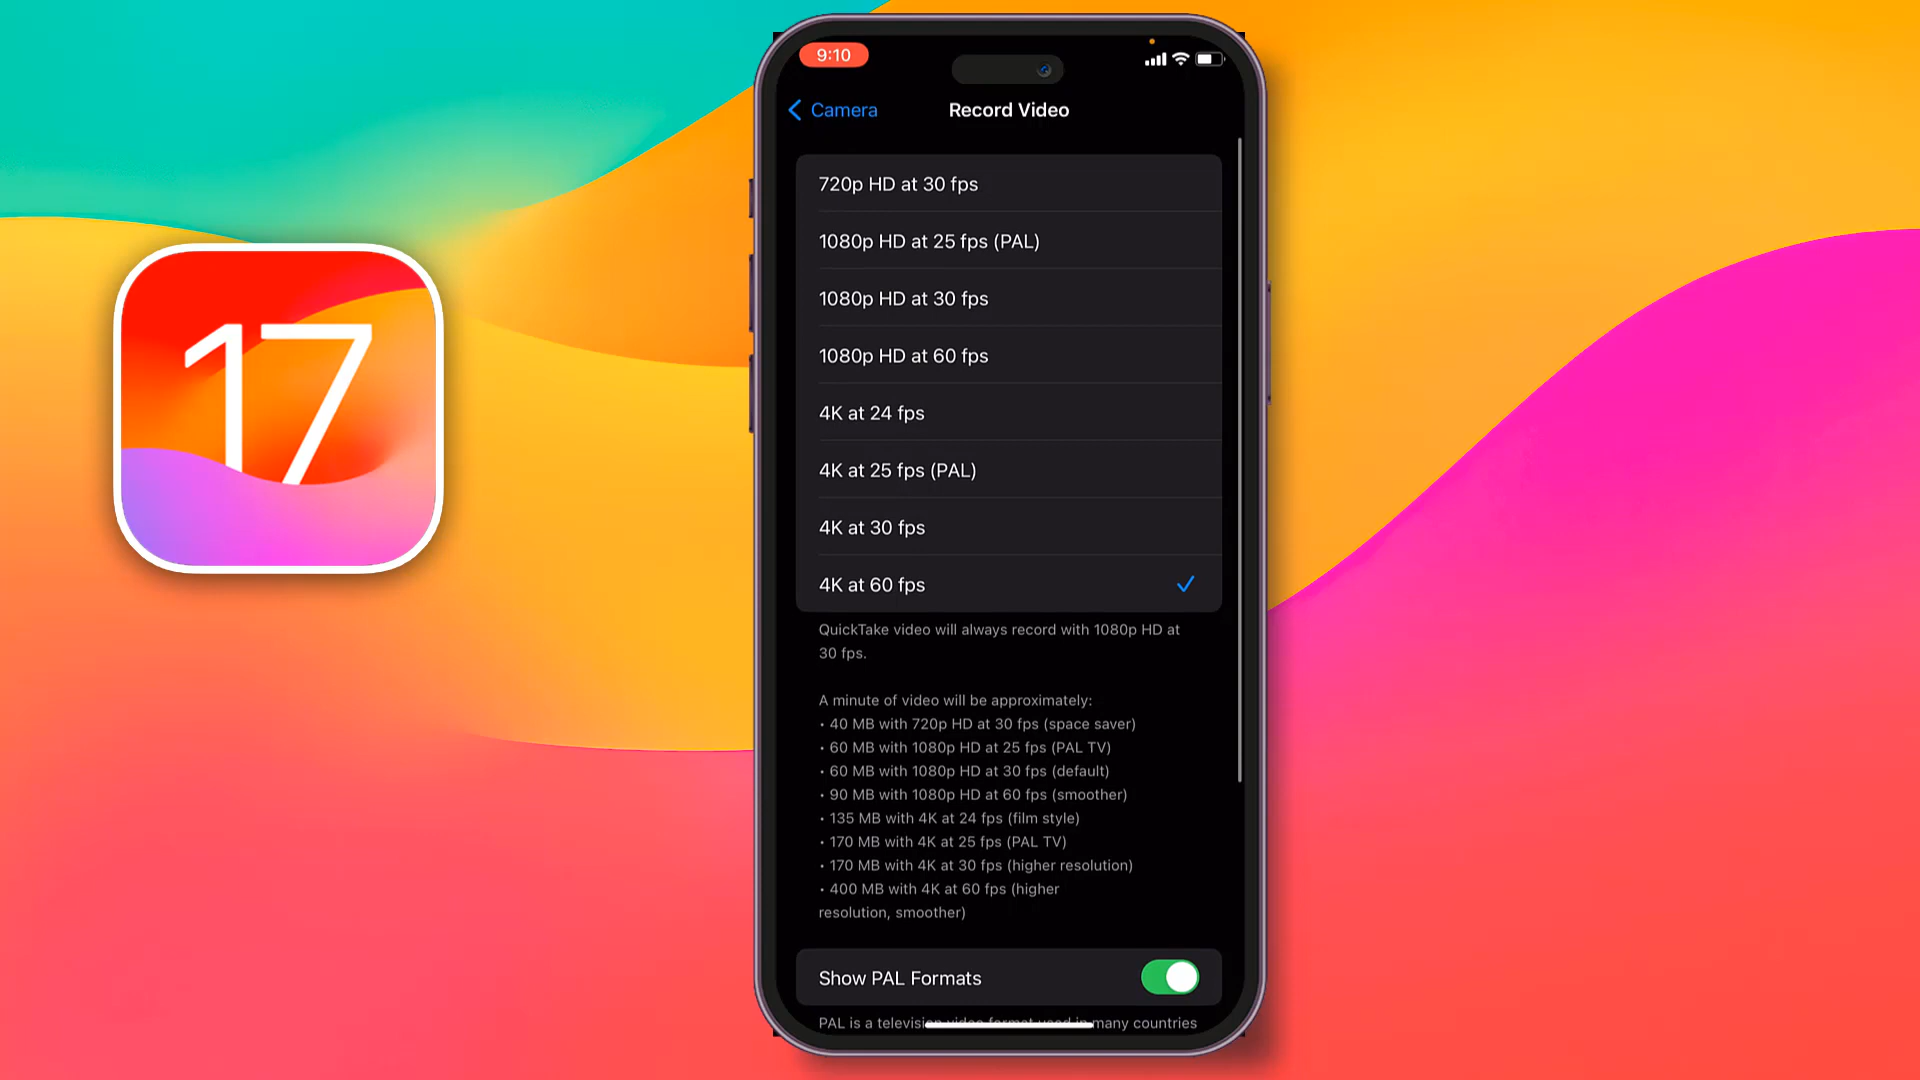 9:10
Camera
Record Video
17
720p HD at 30 fps
1080p HD at 25 fps (PAL)
1080p HD at 30 fps
1080p HD at 60 fps
4K at 24 fps
4K at 25 fps (PAL)
4K at 30 fps
4K at 60 fps
QuickTake video will always record with 1080p HD at
30 fps.
A minute of video will be approximately:
• 40 MB with 720p HD at 30 fps (space saver)
• 60 MB with 1080p HD at 25 fps (PAL TV)
• 60 MB with 1080p HD at 30 fps (default)
• 90 MB with 1080p HD at 60 fps (smoother)
• 135 MB with 4K at 24 fps (film style)
• 170 MB with 4K at 25 fps (PAL TV)
• 170 MB with 4K at 30 fps (higher resolution)
• 400 MB with 4K at 60 fps (higher
resolution, smoother)
Show PAL Formats
PAL is a television video format used in many countries